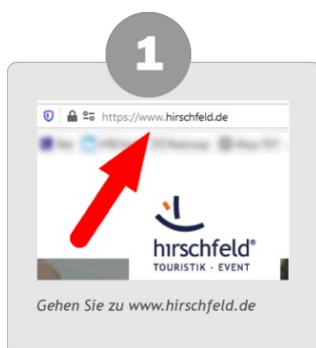 1
https://www.hirschfeld.de
hirschfeld®
TOURISTIK · EVENT
Gehen Sie zu www.hirschfeld.de